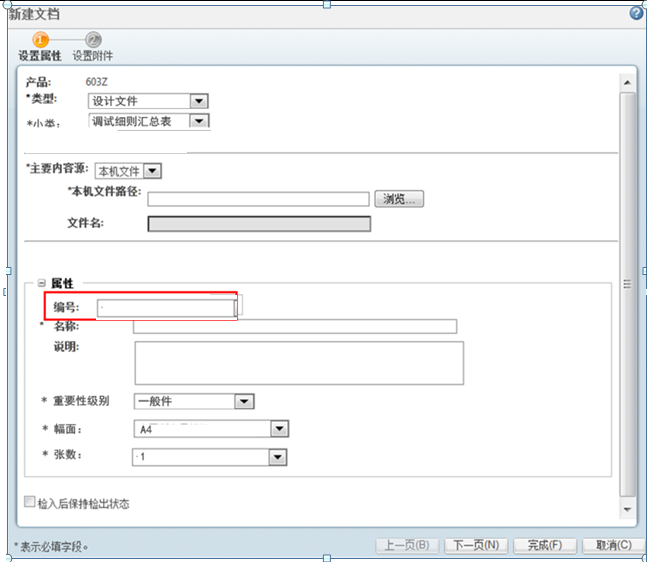 新建文档
1 2
设置属性 设置附件
产品: 603Z
*类型: 设计文件
*小类: 调试细则汇总表
*主要内容源: 本机文件
*本机文件路径: 浏览...
文件名:
属性
编号:
* 名称:
说明:
* 重要性级别 一般件
* 幅面: A4
* 张数: 1
检入后保持检出状态
* 表示必填字段。
上一页(B) 下一页(N) 完成(F) 取消(C)